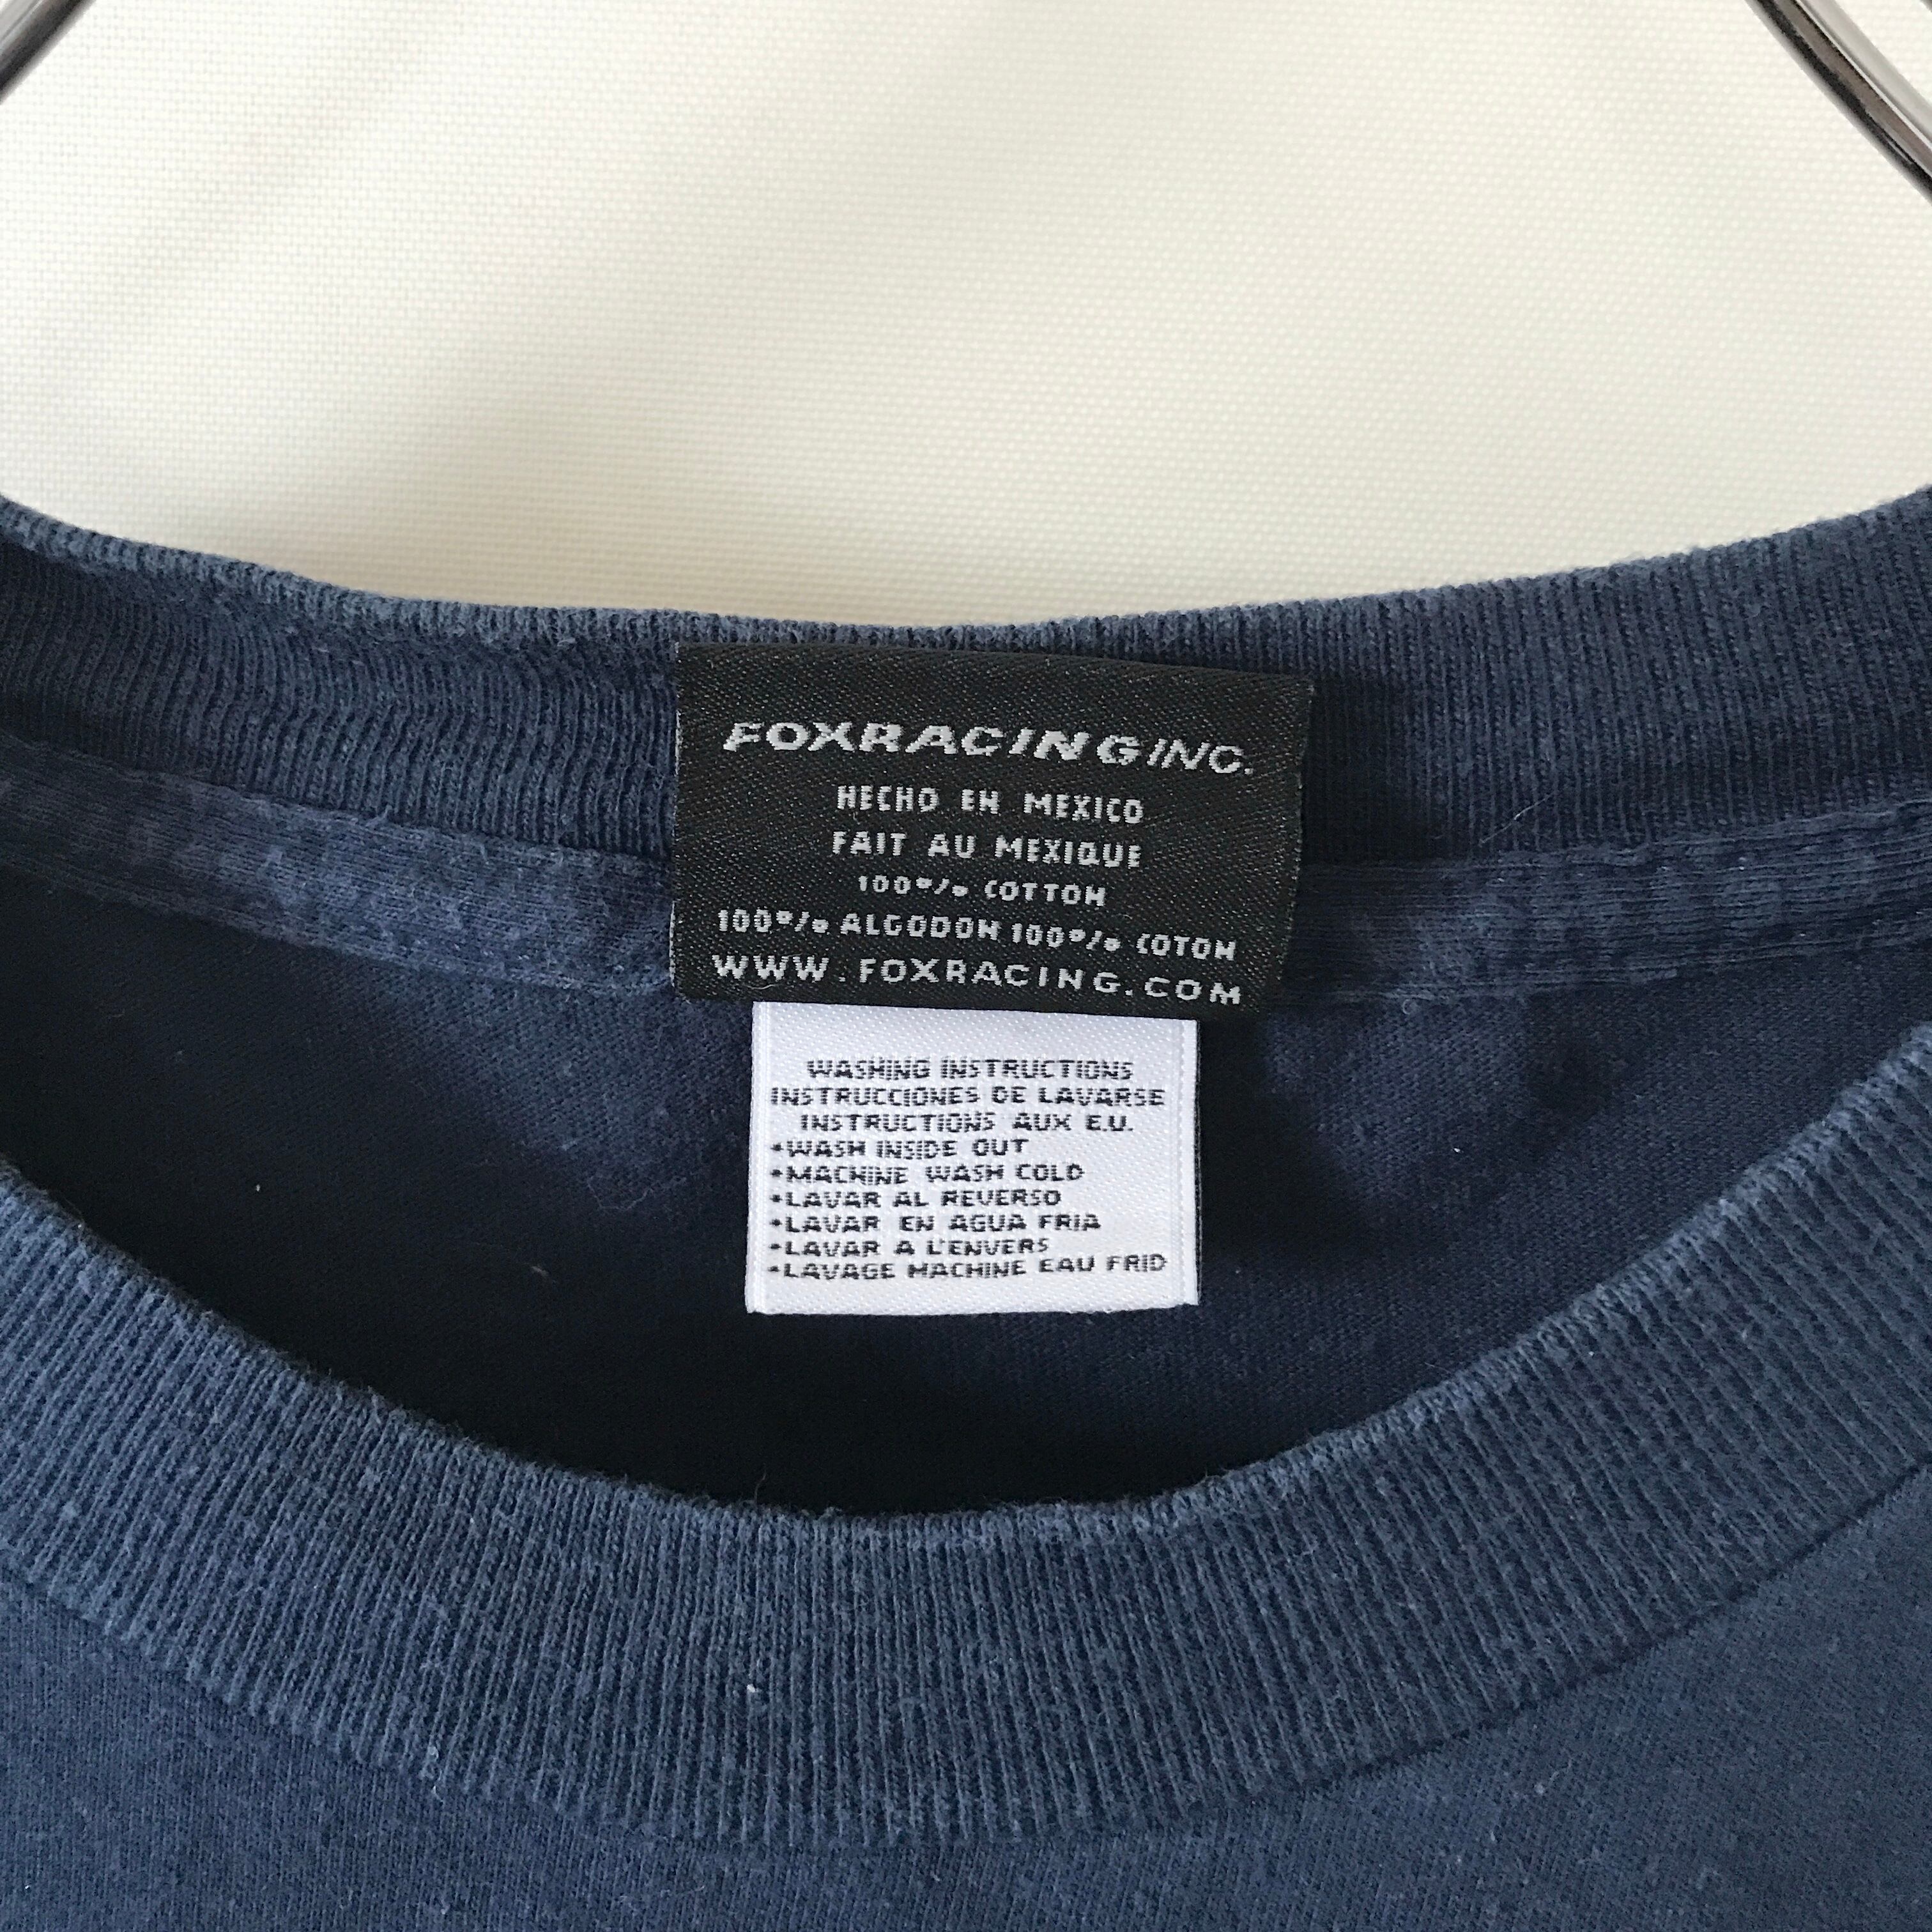 FOXRACING INC.
HECHO EN MEXICO
FAIT AU MEXIQUE
100% COTTON
100% ALGODON 100% COTON
WWW.FOXRACING.COM
WASHING INSTRUCTIONS
INSTRUCCIONES DE LAVARSE
INSTRUCTIONS AUX E.U.
•WASH INSIDE OUT
•MACHINE WASH COLD
•LAVAR AL REVERSO
•LAVAR EN AGUA FRIA
•LAVAR A L'ENVERS
•LAVAGE MACHINE EAU FRID